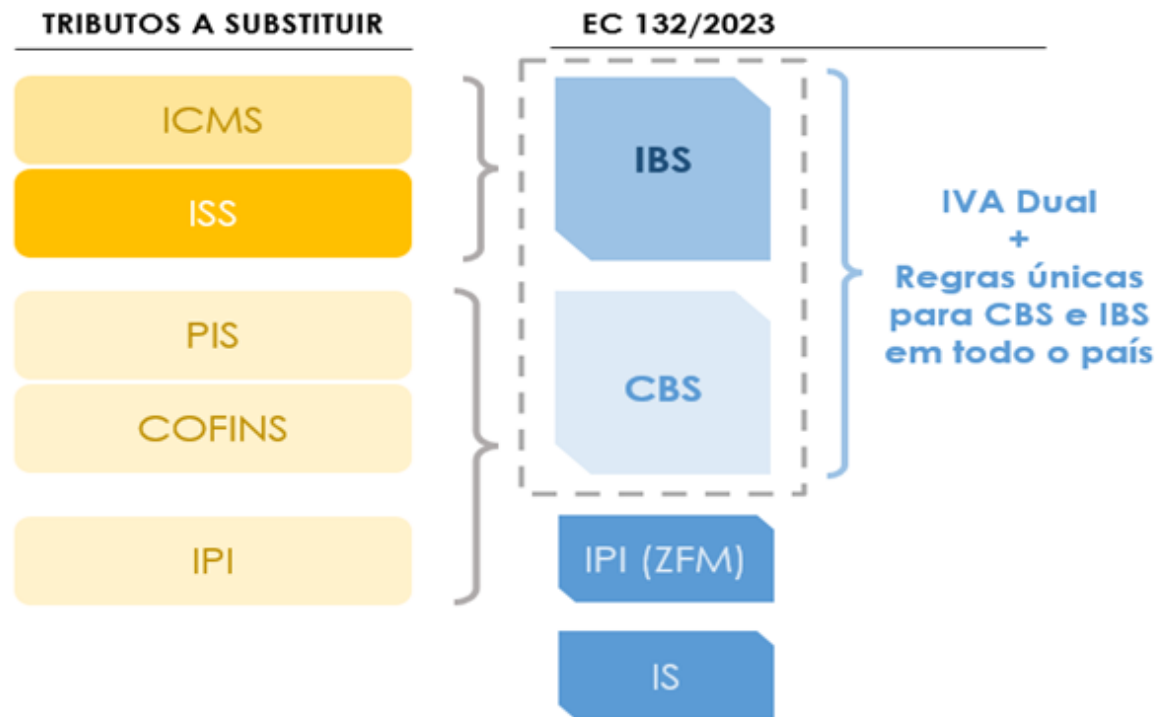 TRIBUTOS A SUBSTITUIR
EC 132/2023
ICMS
ISS
PIS
COFINS
IPI
IBS
CBS
IPI (ZFM)
IS
IVA Dual
+
Regras únicas
para CBS e IBS
em todo o país